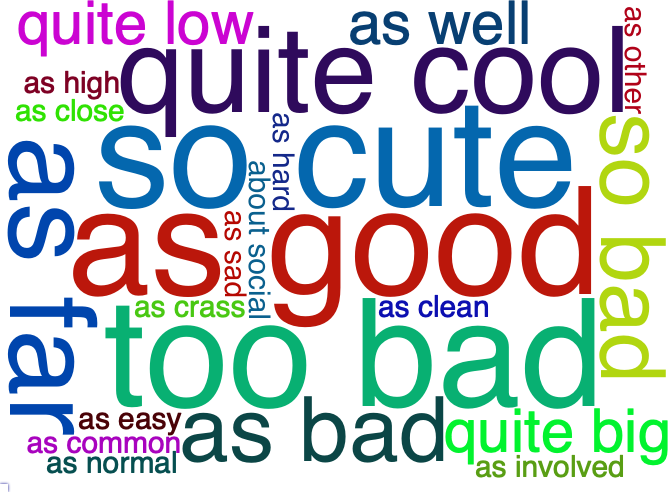 quite low
as well
as other
quite cool
as high
as close
so cute
as hard
so bad
as far
about social
as good
as sad
as crass
as clean
too bad
as easy
as bad
quite big
as common
as normal
as involved